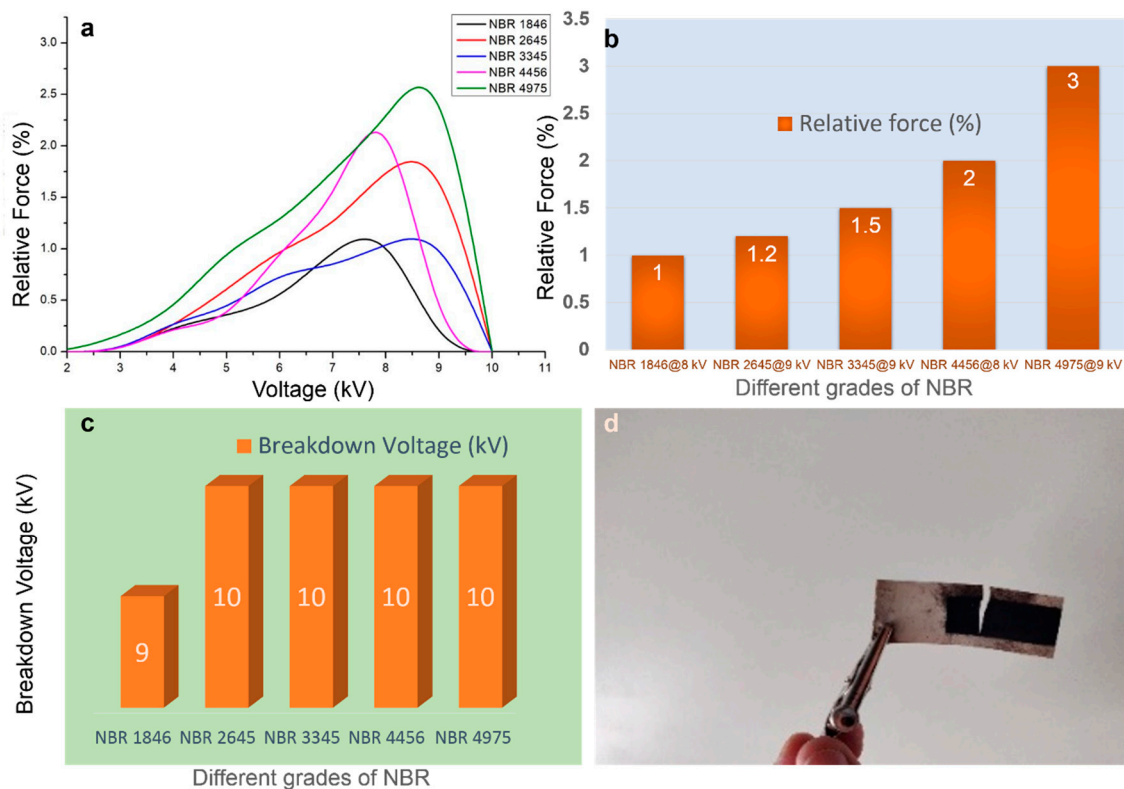 a
NBR 1846
NBR 2645
NBR 3345
NBR 4456
NBR 4975
3.0
2.5
2.0
1.5
1.0
0.5
0.0
Relative Force (%)
2 3 4 5 6 7 8 9 10 11
Voltage (kV)
b
3.5
3
2.5
2
1.5
1
0.5
0
Relative Force (%)
Relative force (%)
1
1.2
1.5
2
3
NBR 1846@8 kV NBR 2645@9 kV NBR 3345@9 kV NBR 4456@8 kV NBR 4975@9 kV
Different grades of NBR
c
Breakdown Voltage (kV)
Breakdown Voltage (kV)
9
10
10
10
10
NBR 1846 NBR 2645 NBR 3345 NBR 4456 NBR 4975
Different grades of NBR
d